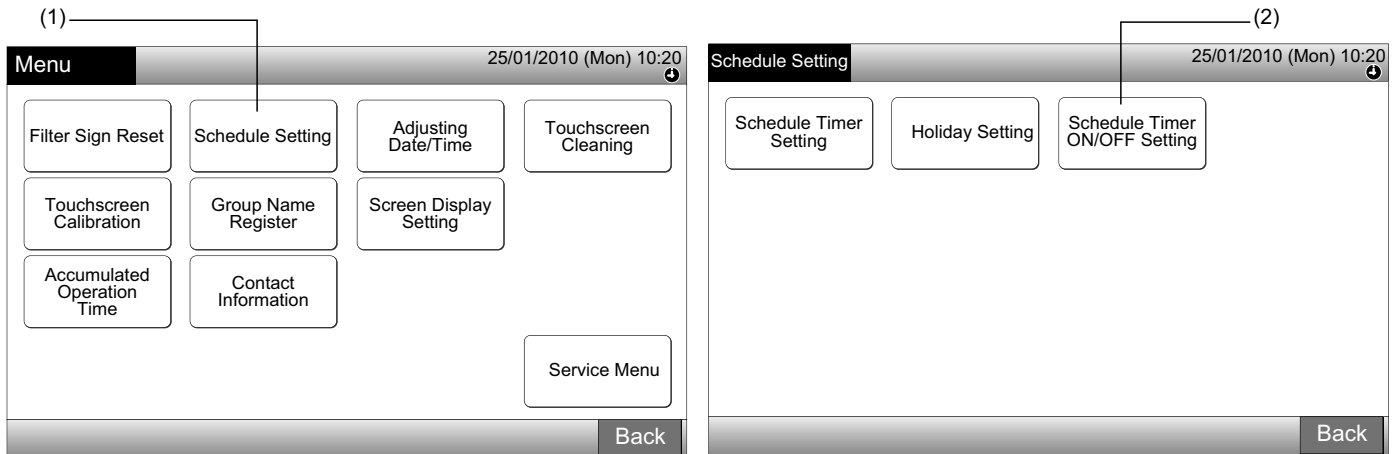 (1)
Menu
25/01/2010 (Mon) 10:20
Filter Sign Reset
Schedule Setting
Adjusting
Date/Time
Touchscreen
Cleaning
Touchscreen
Calibration
Group Name
Register
Screen Display
Setting
Accumulated
Operation
Time
Contact
Information
Service Menu
Back
(2)
Schedule Setting
25/01/2010 (Mon) 10:20
Schedule Timer
Setting
Holiday Setting
Schedule Timer
ON/OFF Setting
Back